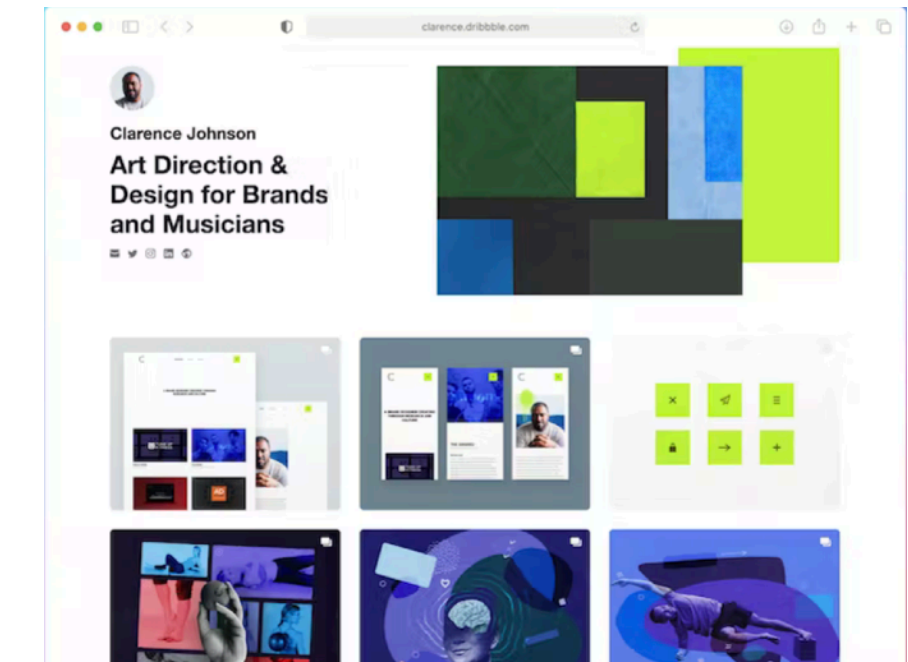 clarence.dribbble.com
Clarence Johnson
Art Direction &
Design for Brands
and Musicians